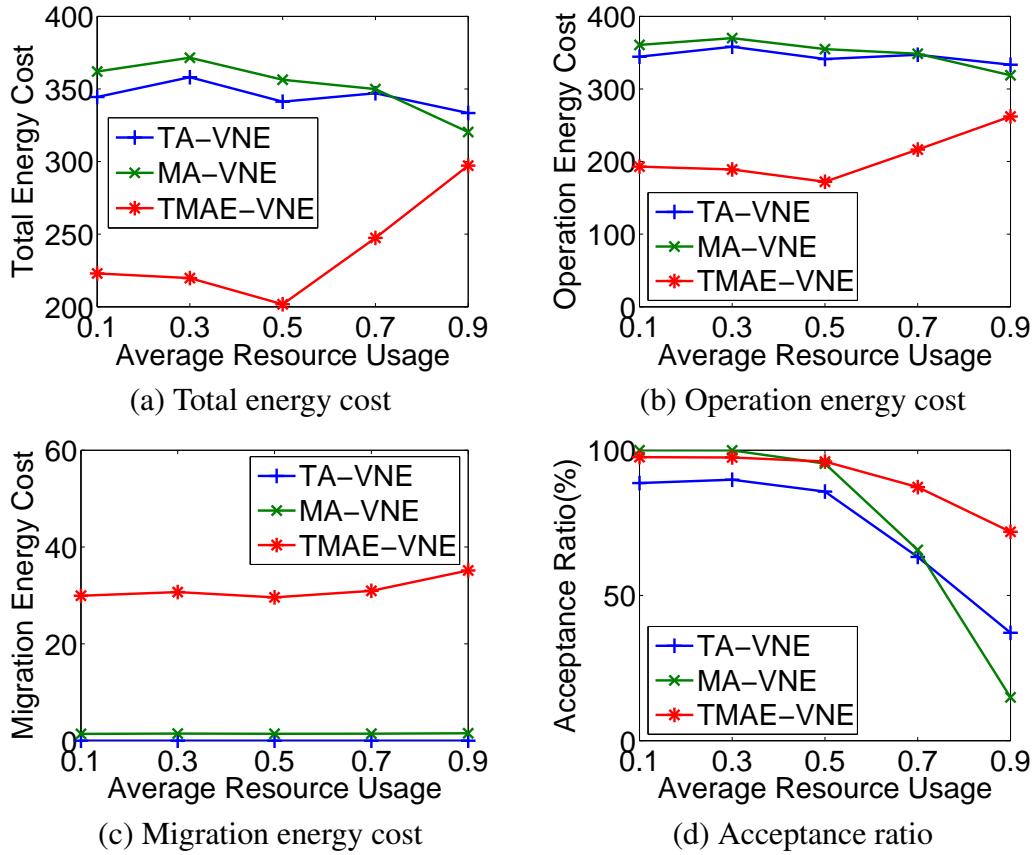 400
350
300
250
200
Total Energy Cost
TA-VNE
MA-VNE
TMAE-VNE
0.1 0.3 0.5 0.7 0.9
Average Resource Usage
(a) Total energy cost
400
300
200
100
0
Operation Energy Cost
TA-VNE
MA-VNE
TMAE-VNE
0.1 0.3 0.5 0.7 0.9
Average Resource Usage
(b) Operation energy cost
60
40
20
0
Migration Energy Cost
TA-VNE
MA-VNE
TMAE-VNE
0.1 0.3 0.5 0.7 0.9
Average Resource Usage
(c) Migration energy cost
100
50
0
Acceptance Ratio(%)
TA-VNE
MA-VNE
TMAE-VNE
0.1 0.3 0.5 0.7 0.9
Average Resource Usage
(d) Acceptance ratio